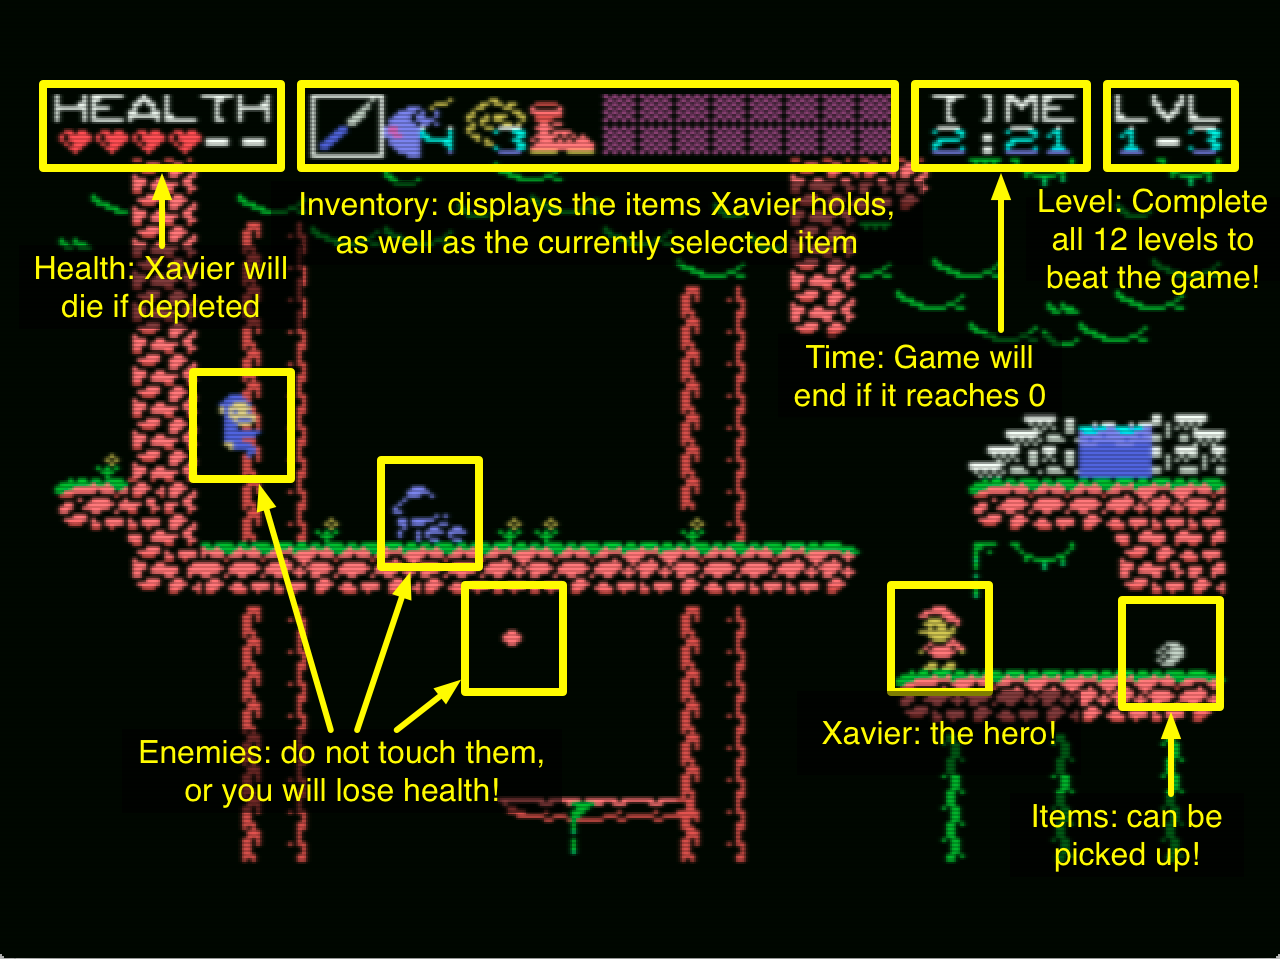 HEALTH
4
3
TIME
2:21
LVL
1-3
Inventory: displays the items Xavier holds,
as well as the currently selected item
Level: Complete
all 12 levels to
beat the game!
Health: Xavier will
die if depleted
Time: Game will
end if it reaches 0
Xavier: the hero!
Enemies: do not touch them,
or you will lose health!
Items: can be
picked up!